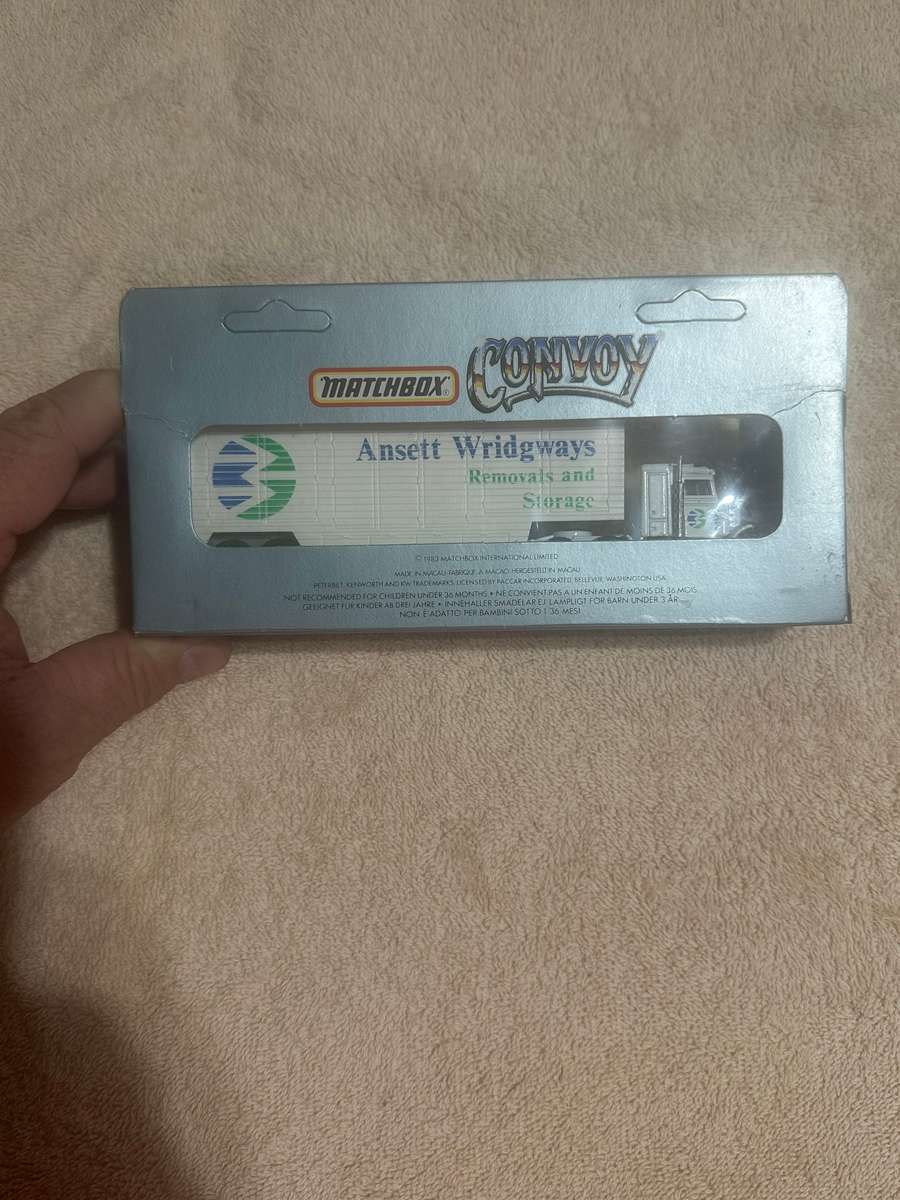 MATCHBOX®
CONVOY
Ansett Wridgways
Removals and
Storage
© 1983 MATCHBOX INTERNATIONAL LIMITED
MADE IN MACAU FABRIQUÉ A MACAO HERGESTELLT IN MACAU
PETERBILT, KENWORTH AND KW TRADEMARKS LICENSED BY PACCAR INCORPORATED, BELLEVUE, WASHINGTON USA
NOT RECOMMENDED FOR CHILDREN UNDER 36 MONTHS • NE CONVIENT PAS A UN ENFANT DE MOINS DE 36 MOIS
GEEIGNET FUR KINDER AB DREI JAHRE • INNEHALLER SMADELAR EJ LAMPLIGT FOR BARN UNDER 3 ÅR
NON È ADATTO PER BAMBINI SOTTO I 36 MESI